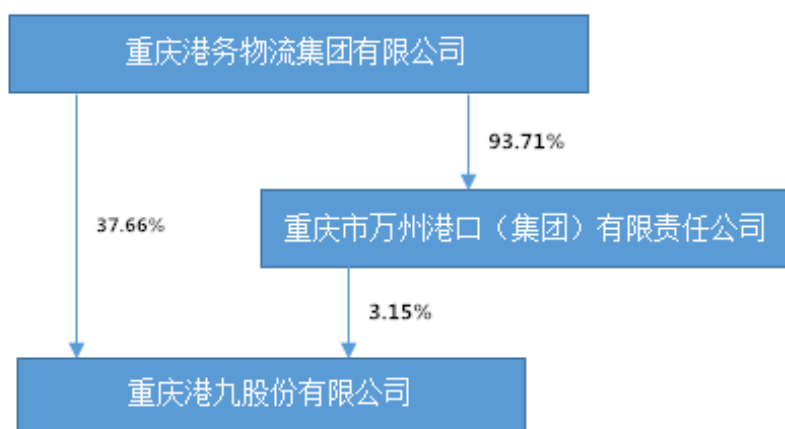 重庆港务物流集团有限公司
93.71%
37.66%
重庆市万州港口（集团）有限责任公司
3.15%
重庆港九股份有限公司